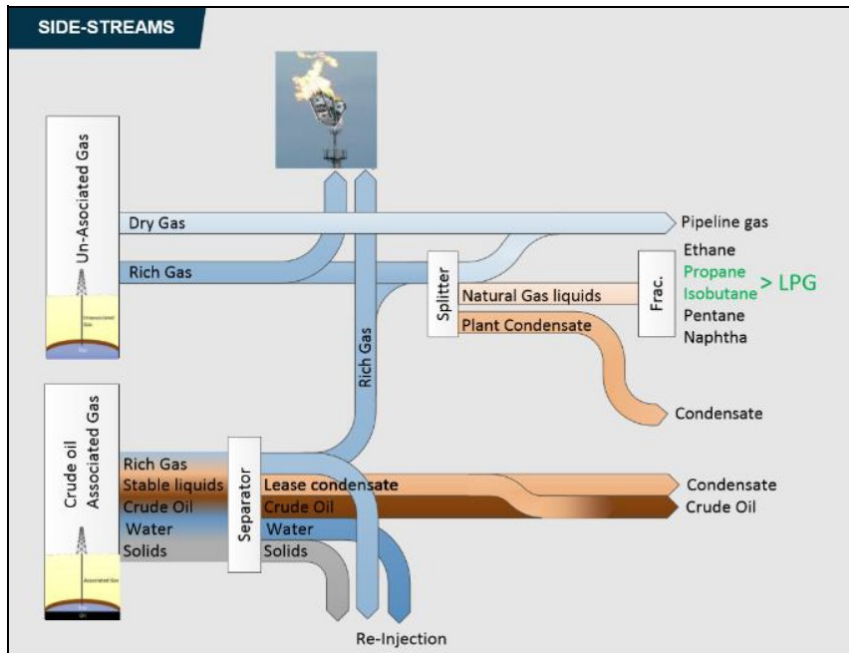 SIDE-STREAMS
Un-Asociated Gas
Dry Gas
Pipeline gas
Rich Gas
Splitter
Natural Gas liquids
Plant Condensate
Frac.
Ethane
Propane
Isobutane
> LPG
Pentane
Naphtha
Condensate
Rich Gas
Crude oil
Associated Gas
Rich Gas
Stable liquids
Crude Oil
Water
Solids
Separator
Lease condensate
Crude Oil
Water
Solids
Condensate
Crude Oil
Re-Injection